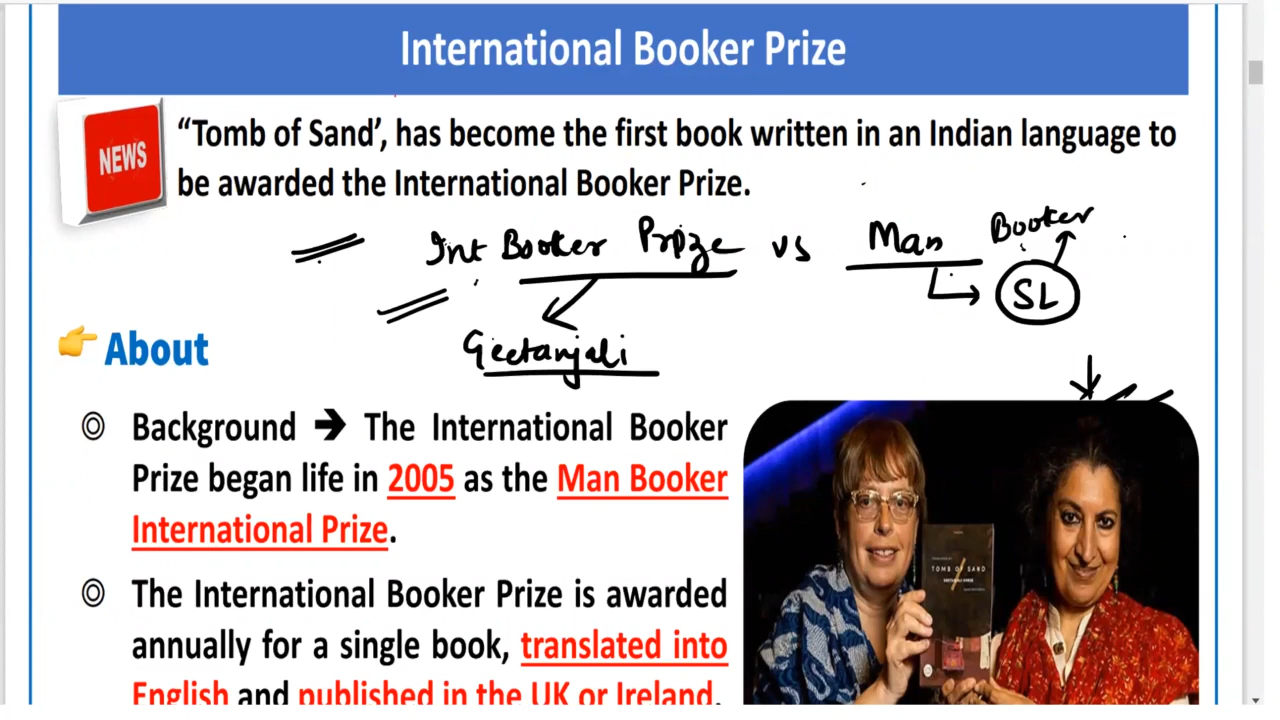 International Booker Prize
NEWS
“Tomb of Sand’, has become the first book written in an Indian language to
be awarded the International Booker Prize.
Int Booker Prize vs Man Booker
SL
Geetanjali
About
Background ➔ The International Booker
Prize began life in 2005 as the Man Booker
International Prize.
The International Booker Prize is awarded
annually for a single book, translated into
English and published in the UK or Ireland.
TOMB OF SAND